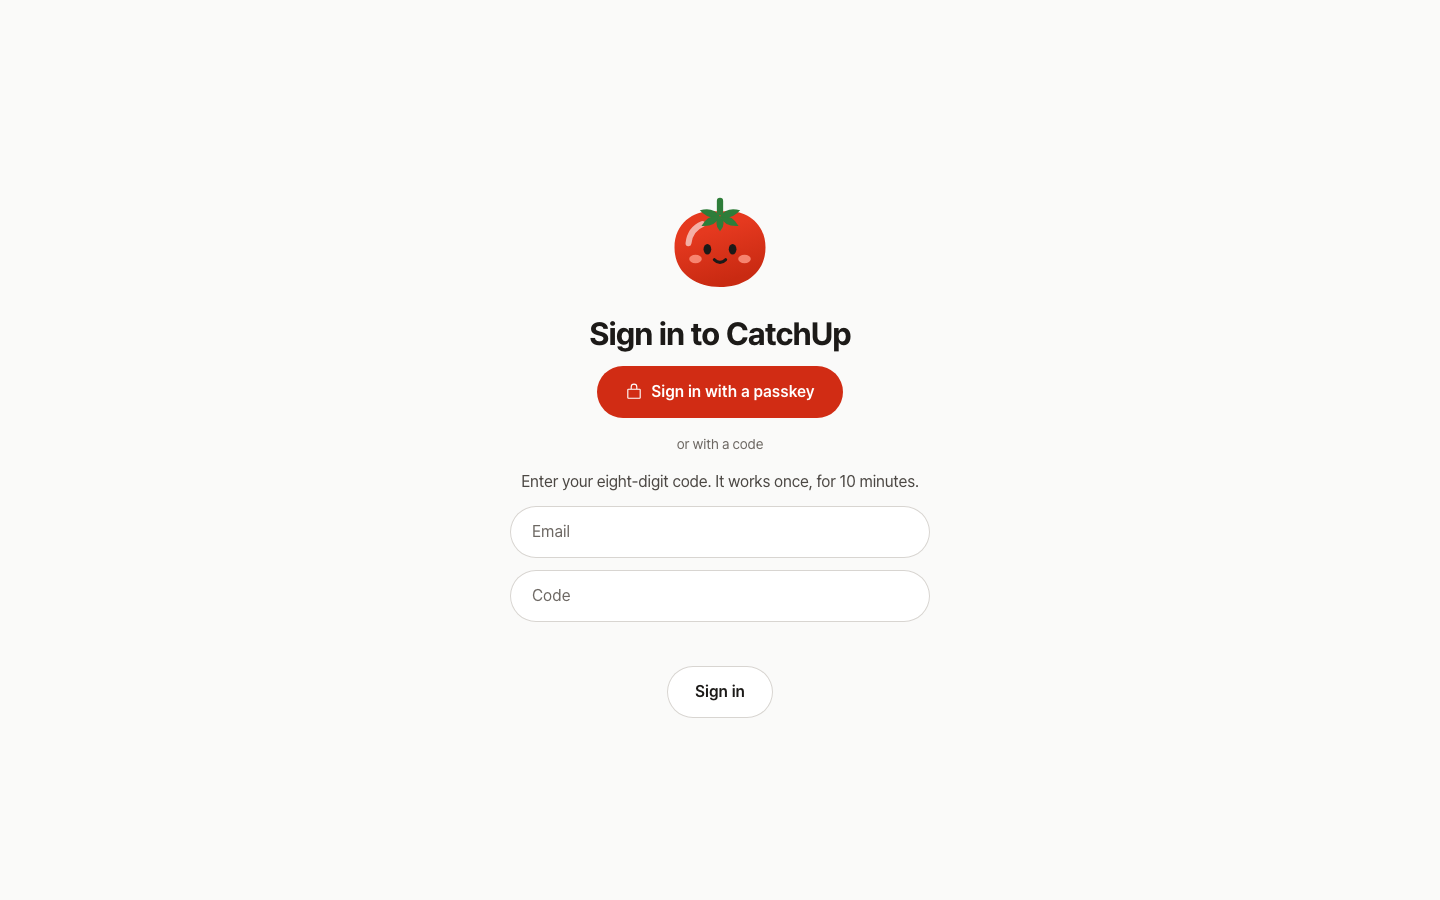 Sign in to CatchUp
Sign in with a passkey
or with a code
Enter your eight-digit code. It works once, for 10 minutes.
Email
Code
Sign in